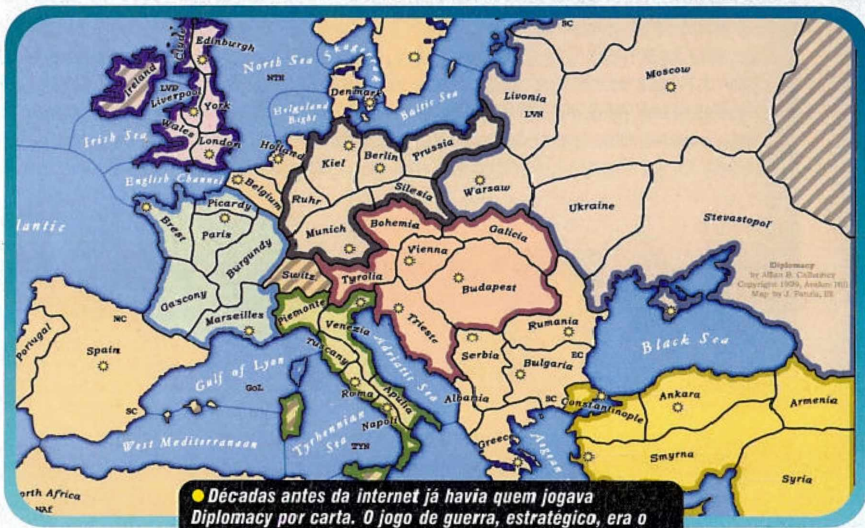 SC
Edinburgh
Clyde
North Sea
NTH
Skagerrak
Moscow
Ireland
LVP
Liverpool
York
Denmark
Livonia
LVN
Baltic Sea
Helgoland
Bight
Irish Sea
Wales
London
Holland
Kiel
Berlin
Prussia
English Channel
Belgium
Ruhr
Silesia
Warsaw
Ukraine
Stevastopol
Picardy
Brest
Paris
Munich
Bohemia
Galicia
lantic
Burgundy
Vienna
Diplomacy
by Allan B. Calhamer
Switz
Tyrolia
Budapest
Gascony
Marseilles
Piemonte
Venezia
Trieste
Rumania
NC
Portugal
Spain
Tuscany
Adriatic Sea
Serbia
Black Sea
Gulf of Lyon
GoL
Roma
Apulia
Bulgaria
EC
Albania
SC
Constantinople
Ankara
Armenia
SC
Napoli
West Mediterranean
Tyrhennian
Sea
TYN
Greece
Aegean
Smyrna
Syria
orth Africa
NAf
Décadas antes da internet já havia quem jogava
Diplomacy por carta. O jogo de guerra, estratégico, era o